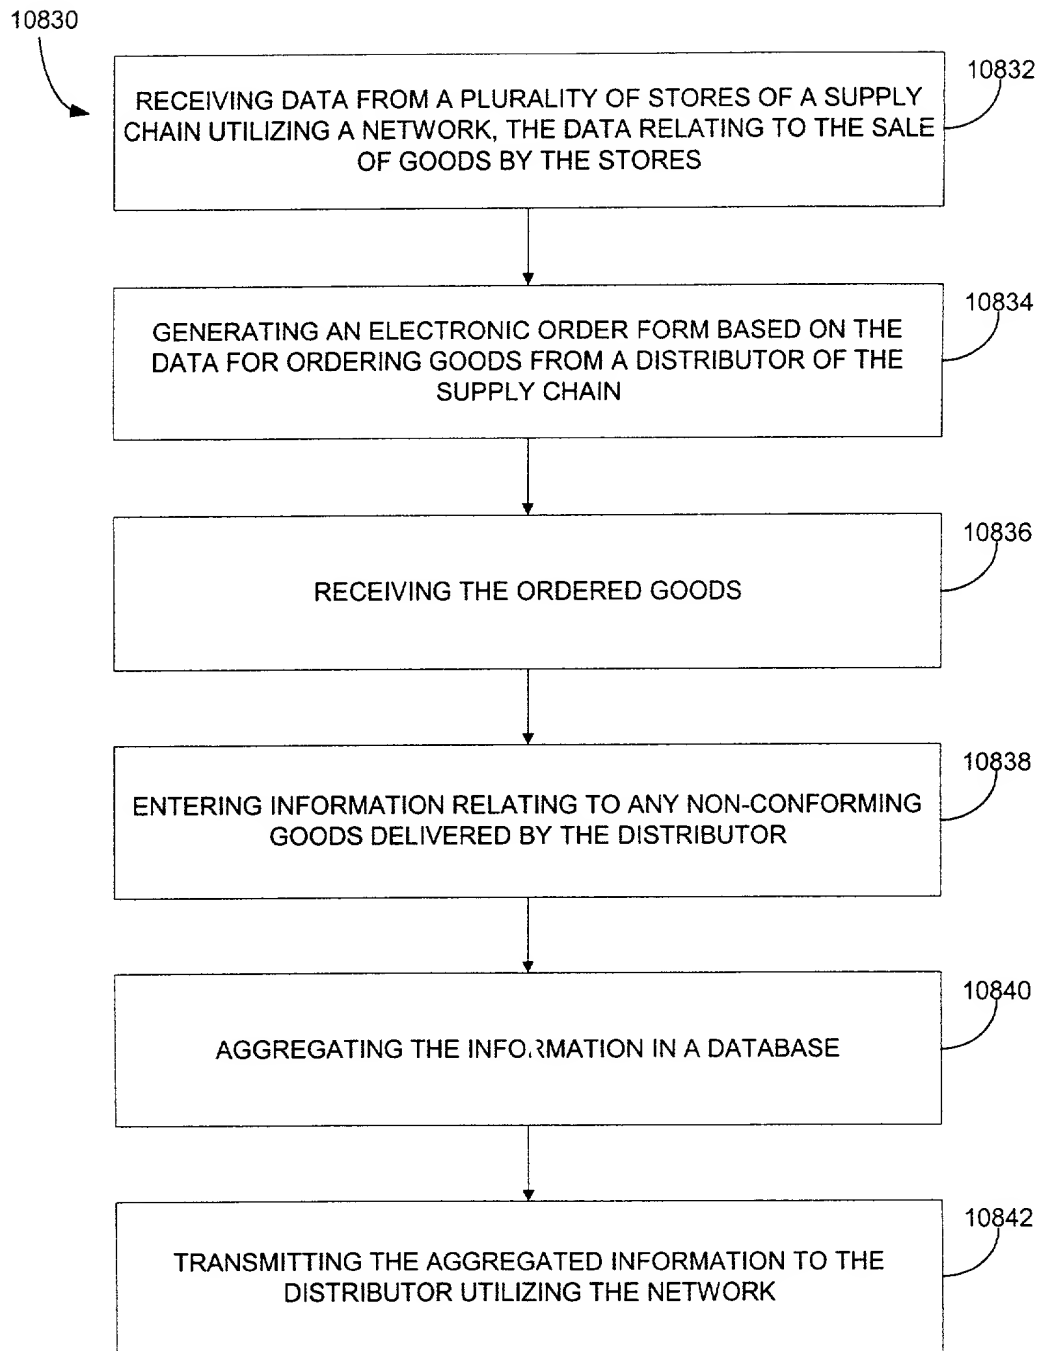 10830
10832
RECEIVING DATA FROM A PLURALITY OF STORES OF A SUPPLY
CHAIN UTILIZING A NETWORK, THE DATA RELATING TO THE SALE
OF GOODS BY THE STORES
10834
GENERATING AN ELECTRONIC ORDER FORM BASED ON THE
DATA FOR ORDERING GOODS FROM A DISTRIBUTOR OF THE
SUPPLY CHAIN
10836
RECEIVING THE ORDERED GOODS
10838
ENTERING INFORMATION RELATING TO ANY NON-CONFORMING
GOODS DELIVERED BY THE DISTRIBUTOR
10840
AGGREGATING THE INFORMATION IN A DATABASE
10842
TRANSMITTING THE AGGREGATED INFORMATION TO THE
DISTRIBUTOR UTILIZING THE NETWORK